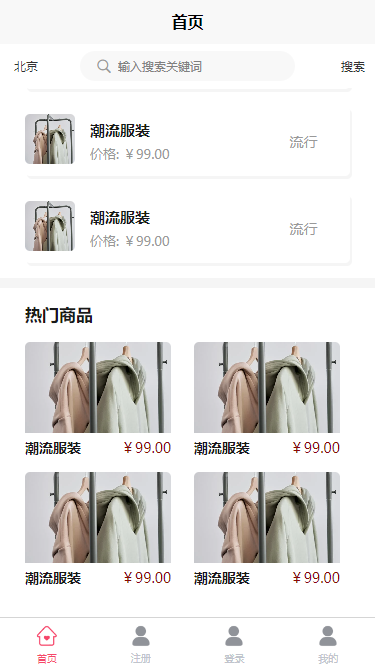 首页
北京 输入搜索关键词 搜索
潮流服装
价格: ￥99.00 流行
潮流服装
价格: ￥99.00 流行
热门商品
潮流服装 ￥99.00 潮流服装 ￥99.00
潮流服装 ￥99.00 潮流服装 ￥99.00
首页 注册 登录 我的